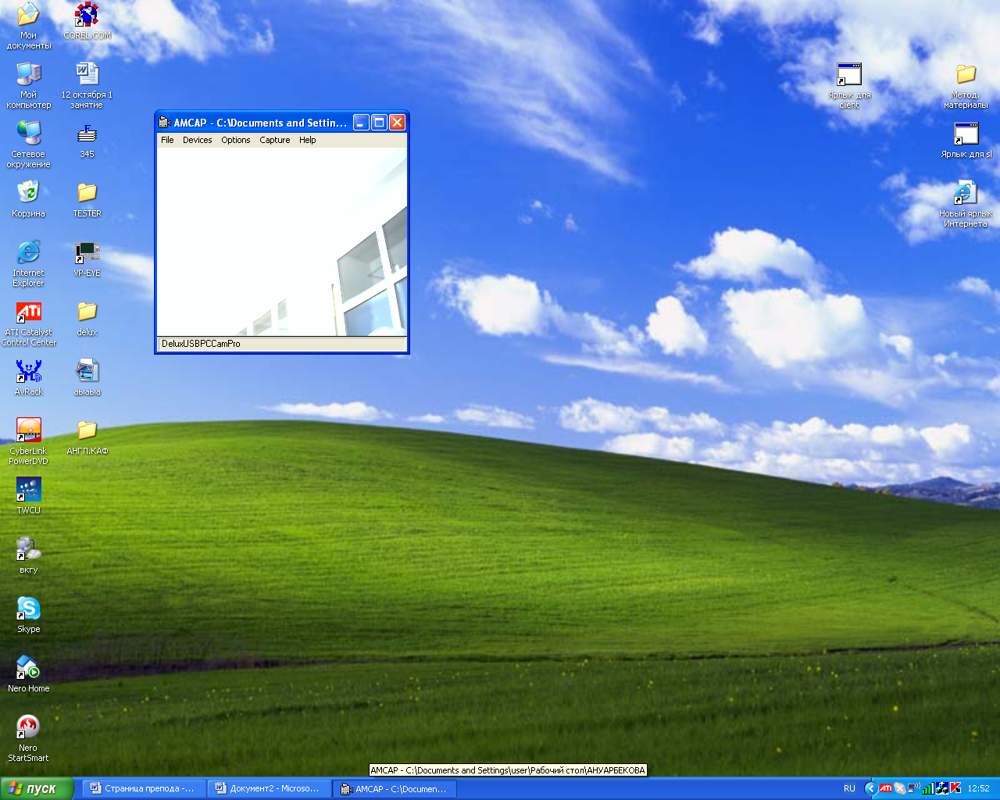 Мои
документы
COREL.COM
Мой
компьютер
12 октября 1
занятие
Сетевое
окружение
345
Корзина
TESTER
Internet
Explorer
VP-EYE
ATI Catalyst
Control Center
delux
AvRack
аыаыа
CyberLink
PowerDVD
АНГЛ.КАФ
TWCU
вкгу
Skype
Nero Home
Nero
StartSmart
AMCAP - C:\Documents and Settin...
File Devices Options Capture Help
DeluxUSBPCCamPro
Ярлык для
client
Метод.
материалы
Ярлык для sl
Новый ярлык
Интернета
AMCAP - C:\Documents and Settings\user\Рабочий стол\АНУАРБЕКОВА
пуск
Страница препода -...
Документ2 - Microso...
AMCAP - C:\Documen...
RU
ATI
12:52